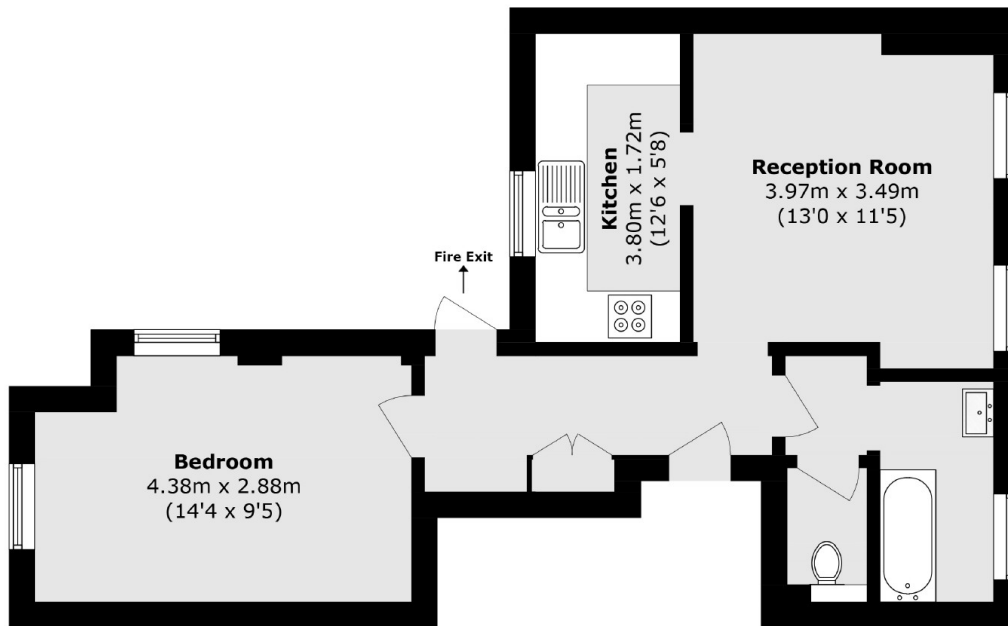 Kitchen
3.80m x 1.72m
(12'6 x 5'8)
Reception Room
3.97m x 3.49m
(13'0 x 11'5)
Fire Exit
Bedroom
4.38m x 2.88m
(14'4 x 9'5)